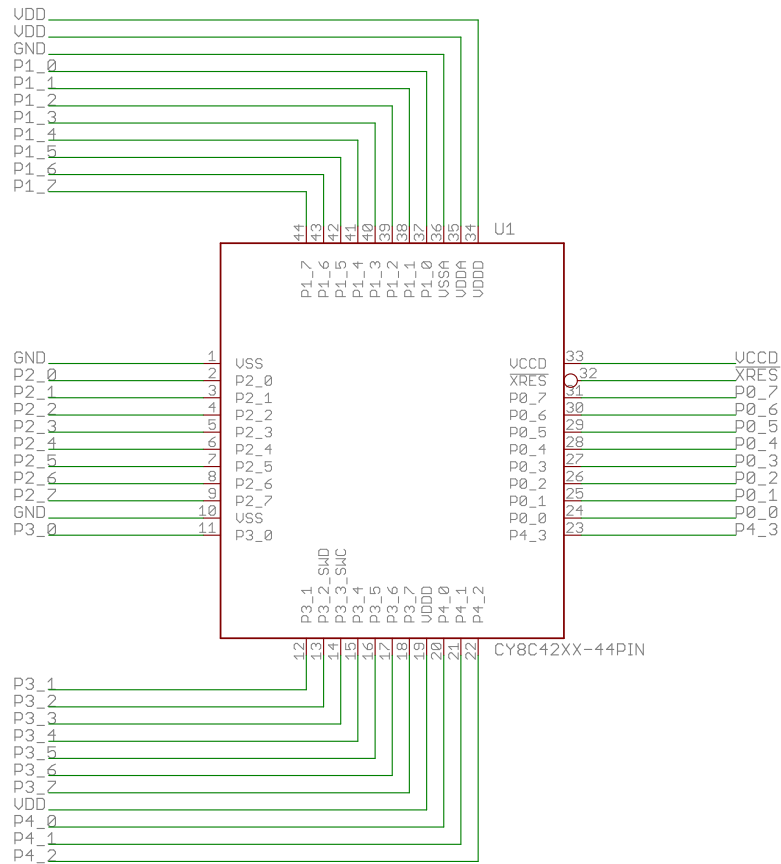 VDD
VDD
GND
P1_0
P1_1
P1_2
P1_3
P1_4
P1_5
P1_6
P1_7
44 43 42 41 40 39 38 37 36 35 34
U1
P1_7 P1_6 P1_5 P1_4 P1_3 P1_2 P1_1 P1_0 VSSA VDDA VDDD
GND 1 VSS VCCD 33 VCCD
P2_0 2 P2_0 XRES 32 XRES
P2_1 3 P2_1 P0_7 31 P0_7
P2_2 4 P2_2 P0_6 30 P0_6
P2_3 5 P2_3 P0_5 29 P0_5
P2_4 6 P2_4 P0_4 28 P0_4
P2_5 7 P2_5 P0_3 27 P0_3
P2_6 8 P2_6 P0_2 26 P0_2
P2_7 9 P2_7 P0_1 25 P0_1
GND 10 VSS P0_0 24 P0_0
P3_0 11 P3_0 P4_3 23 P4_3
P3_1 P3_2_SWD P3_3_SWC P3_4 P3_5 P3_6 P3_7 VDDD P4_0 P4_1 P4_2
12 13 14 15 16 17 18 19 20 21 22
CY8C42XX-44PIN
P3_1
P3_2
P3_3
P3_4
P3_5
P3_6
P3_7
VDD
P4_0
P4_1
P4_2